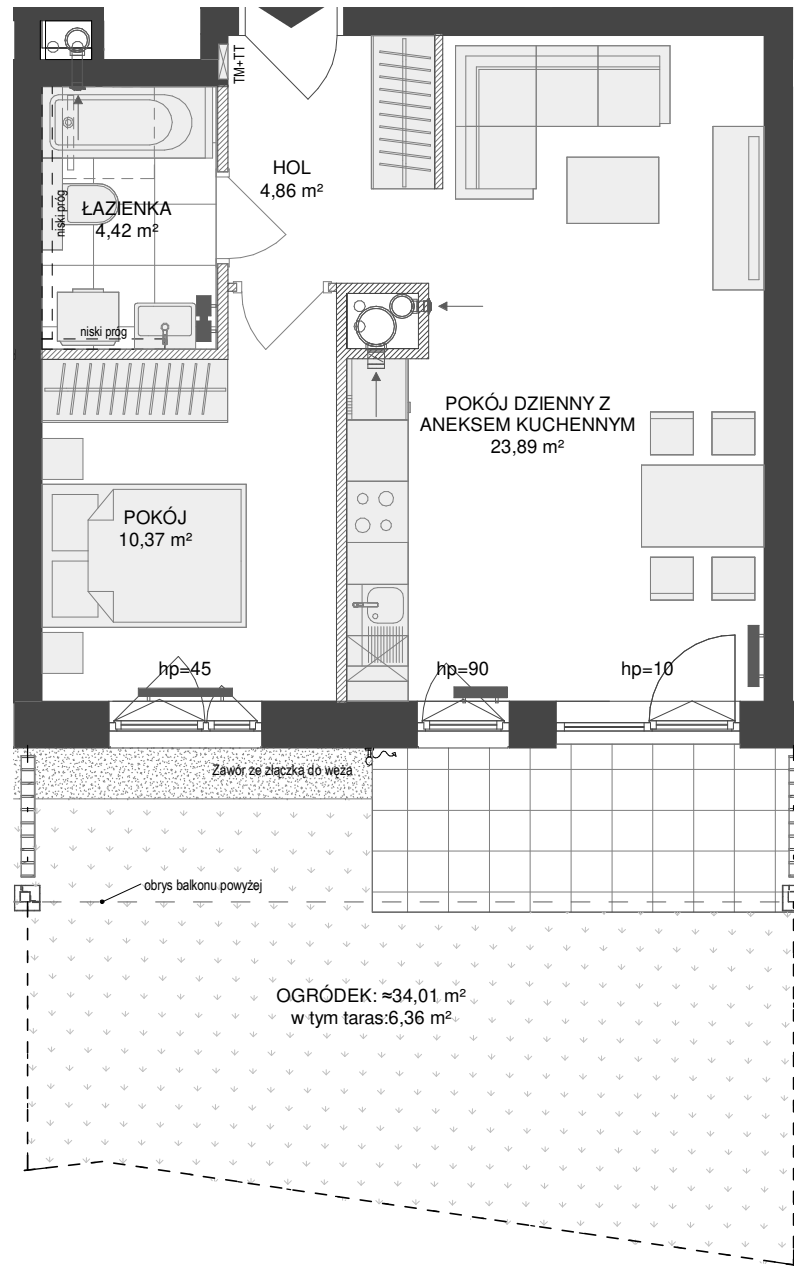 TM+TT
HOL
4,86 m²
ŁAZIENKA
4,42 m²
niski próg
niski próg
POKÓJ DZIENNY Z
ANEKSEM KUCHENNYM
23,89 m²
POKÓJ
10,37 m²
hp=45
hp=90
hp=10
Zawór ze złączką do węża
obrys balkonu powyżej
OGRÓDEK: ≈34,01 m²
w tym taras:6,36 m²